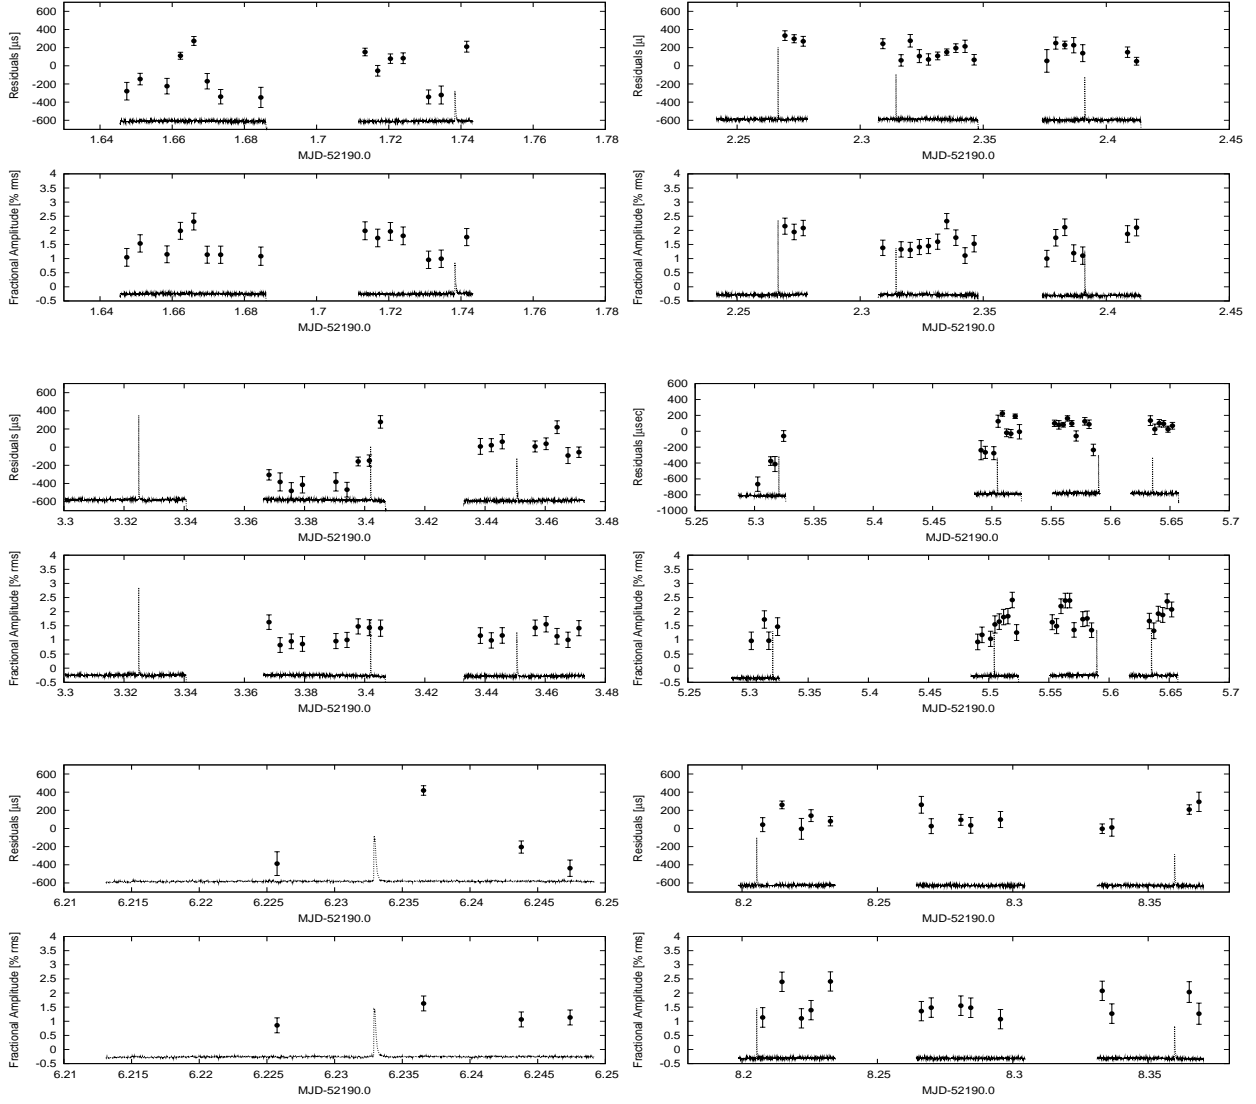 Residuals [µs]
600
400
200
0
-200
-400
-600
1.64 1.66 1.68 1.7 1.72 1.74 1.76 1.78
MJD-52190.0
Residuals [µ]
600
400
200
0
-200
-400
-600
2.25 2.3 2.35 2.4 2.45
MJD-52190.0
Fractional Amplitude [% rms]
4
3.5
3
2.5
2
1.5
1
0.5
0
-0.5
1.64 1.66 1.68 1.7 1.72 1.74 1.76 1.78
MJD-52190.0
Fractional Amplitude [% rms]
4
3.5
3
2.5
2
1.5
1
0.5
0
-0.5
2.25 2.3 2.35 2.4 2.45
MJD-52190.0
Residuals [µs]
600
400
200
0
-200
-400
-600
3.3 3.32 3.34 3.36 3.38 3.4 3.42 3.44 3.46 3.48
MJD-52190.0
Residuals [µsec]
600
400
200
0
-200
-400
-600
-800
-1000
5.25 5.3 5.35 5.4 5.45 5.5 5.55 5.6 5.65 5.7
MJD-52190.0
Fractional Amplitude [% rms]
4
3.5
3
2.5
2
1.5
1
0.5
0
-0.5
3.3 3.32 3.34 3.36 3.38 3.4 3.42 3.44 3.46 3.48
MJD-52190.0
Fractional Amplitude [% rms]
4
3.5
3
2.5
2
1.5
1
0.5
0
-0.5
5.25 5.3 5.35 5.4 5.45 5.5 5.55 5.6 5.65 5.7
MJD-52190.0
Residuals [µs]
600
400
200
0
-200
-400
-600
6.21 6.215 6.22 6.225 6.23 6.235 6.24 6.245 6.25
MJD-52190.0
Residuals [µs]
600
400
200
0
-200
-400
-600
8.2 8.25 8.3 8.35
MJD-52190.0
Fractional Amplitude [% rms]
4
3.5
3
2.5
2
1.5
1
0.5
0
-0.5
6.21 6.215 6.22 6.225 6.23 6.235 6.24 6.245 6.25
MJD-52190.0
Fractional Amplitude [% rms]
4
3.5
3
2.5
2
1.5
1
0.5
0
-0.5
8.2 8.25 8.3 8.35
MJD-52190.0